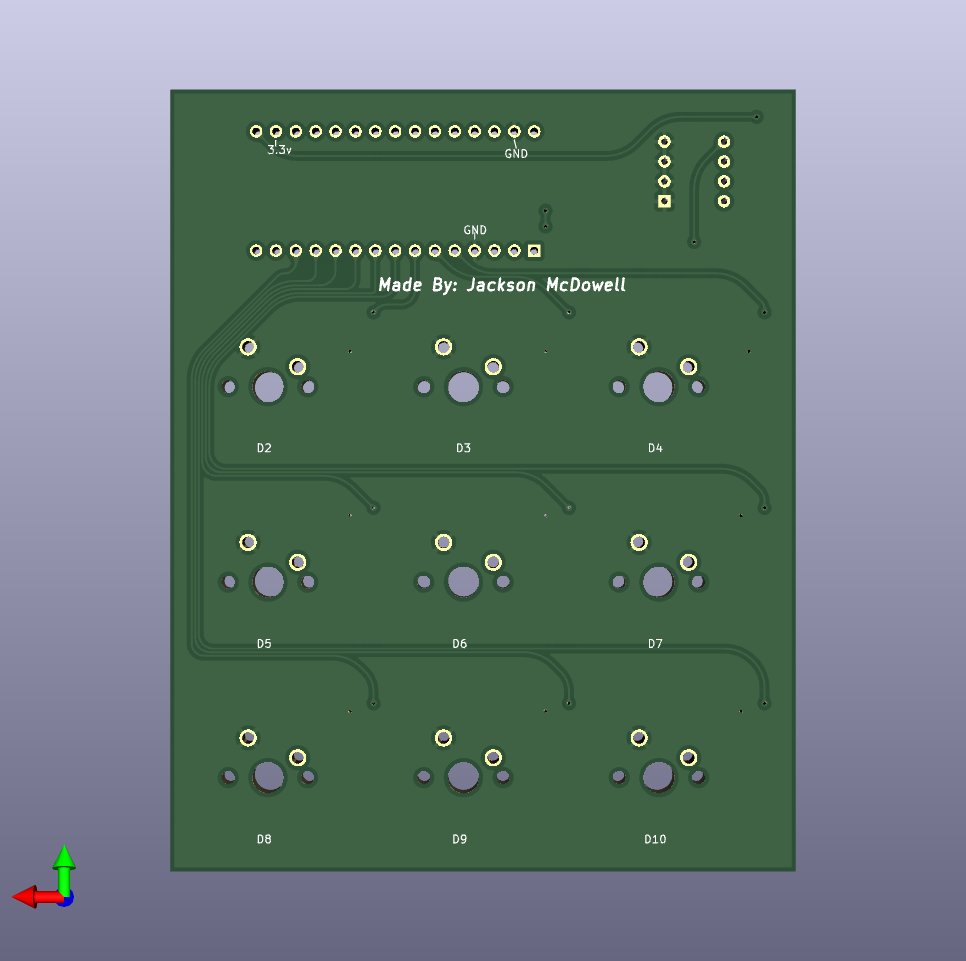 3.3v
GND
GND
Made By: Jackson McDowell
D2 D3 D4
D5 D6 D7
D8 D9 D10